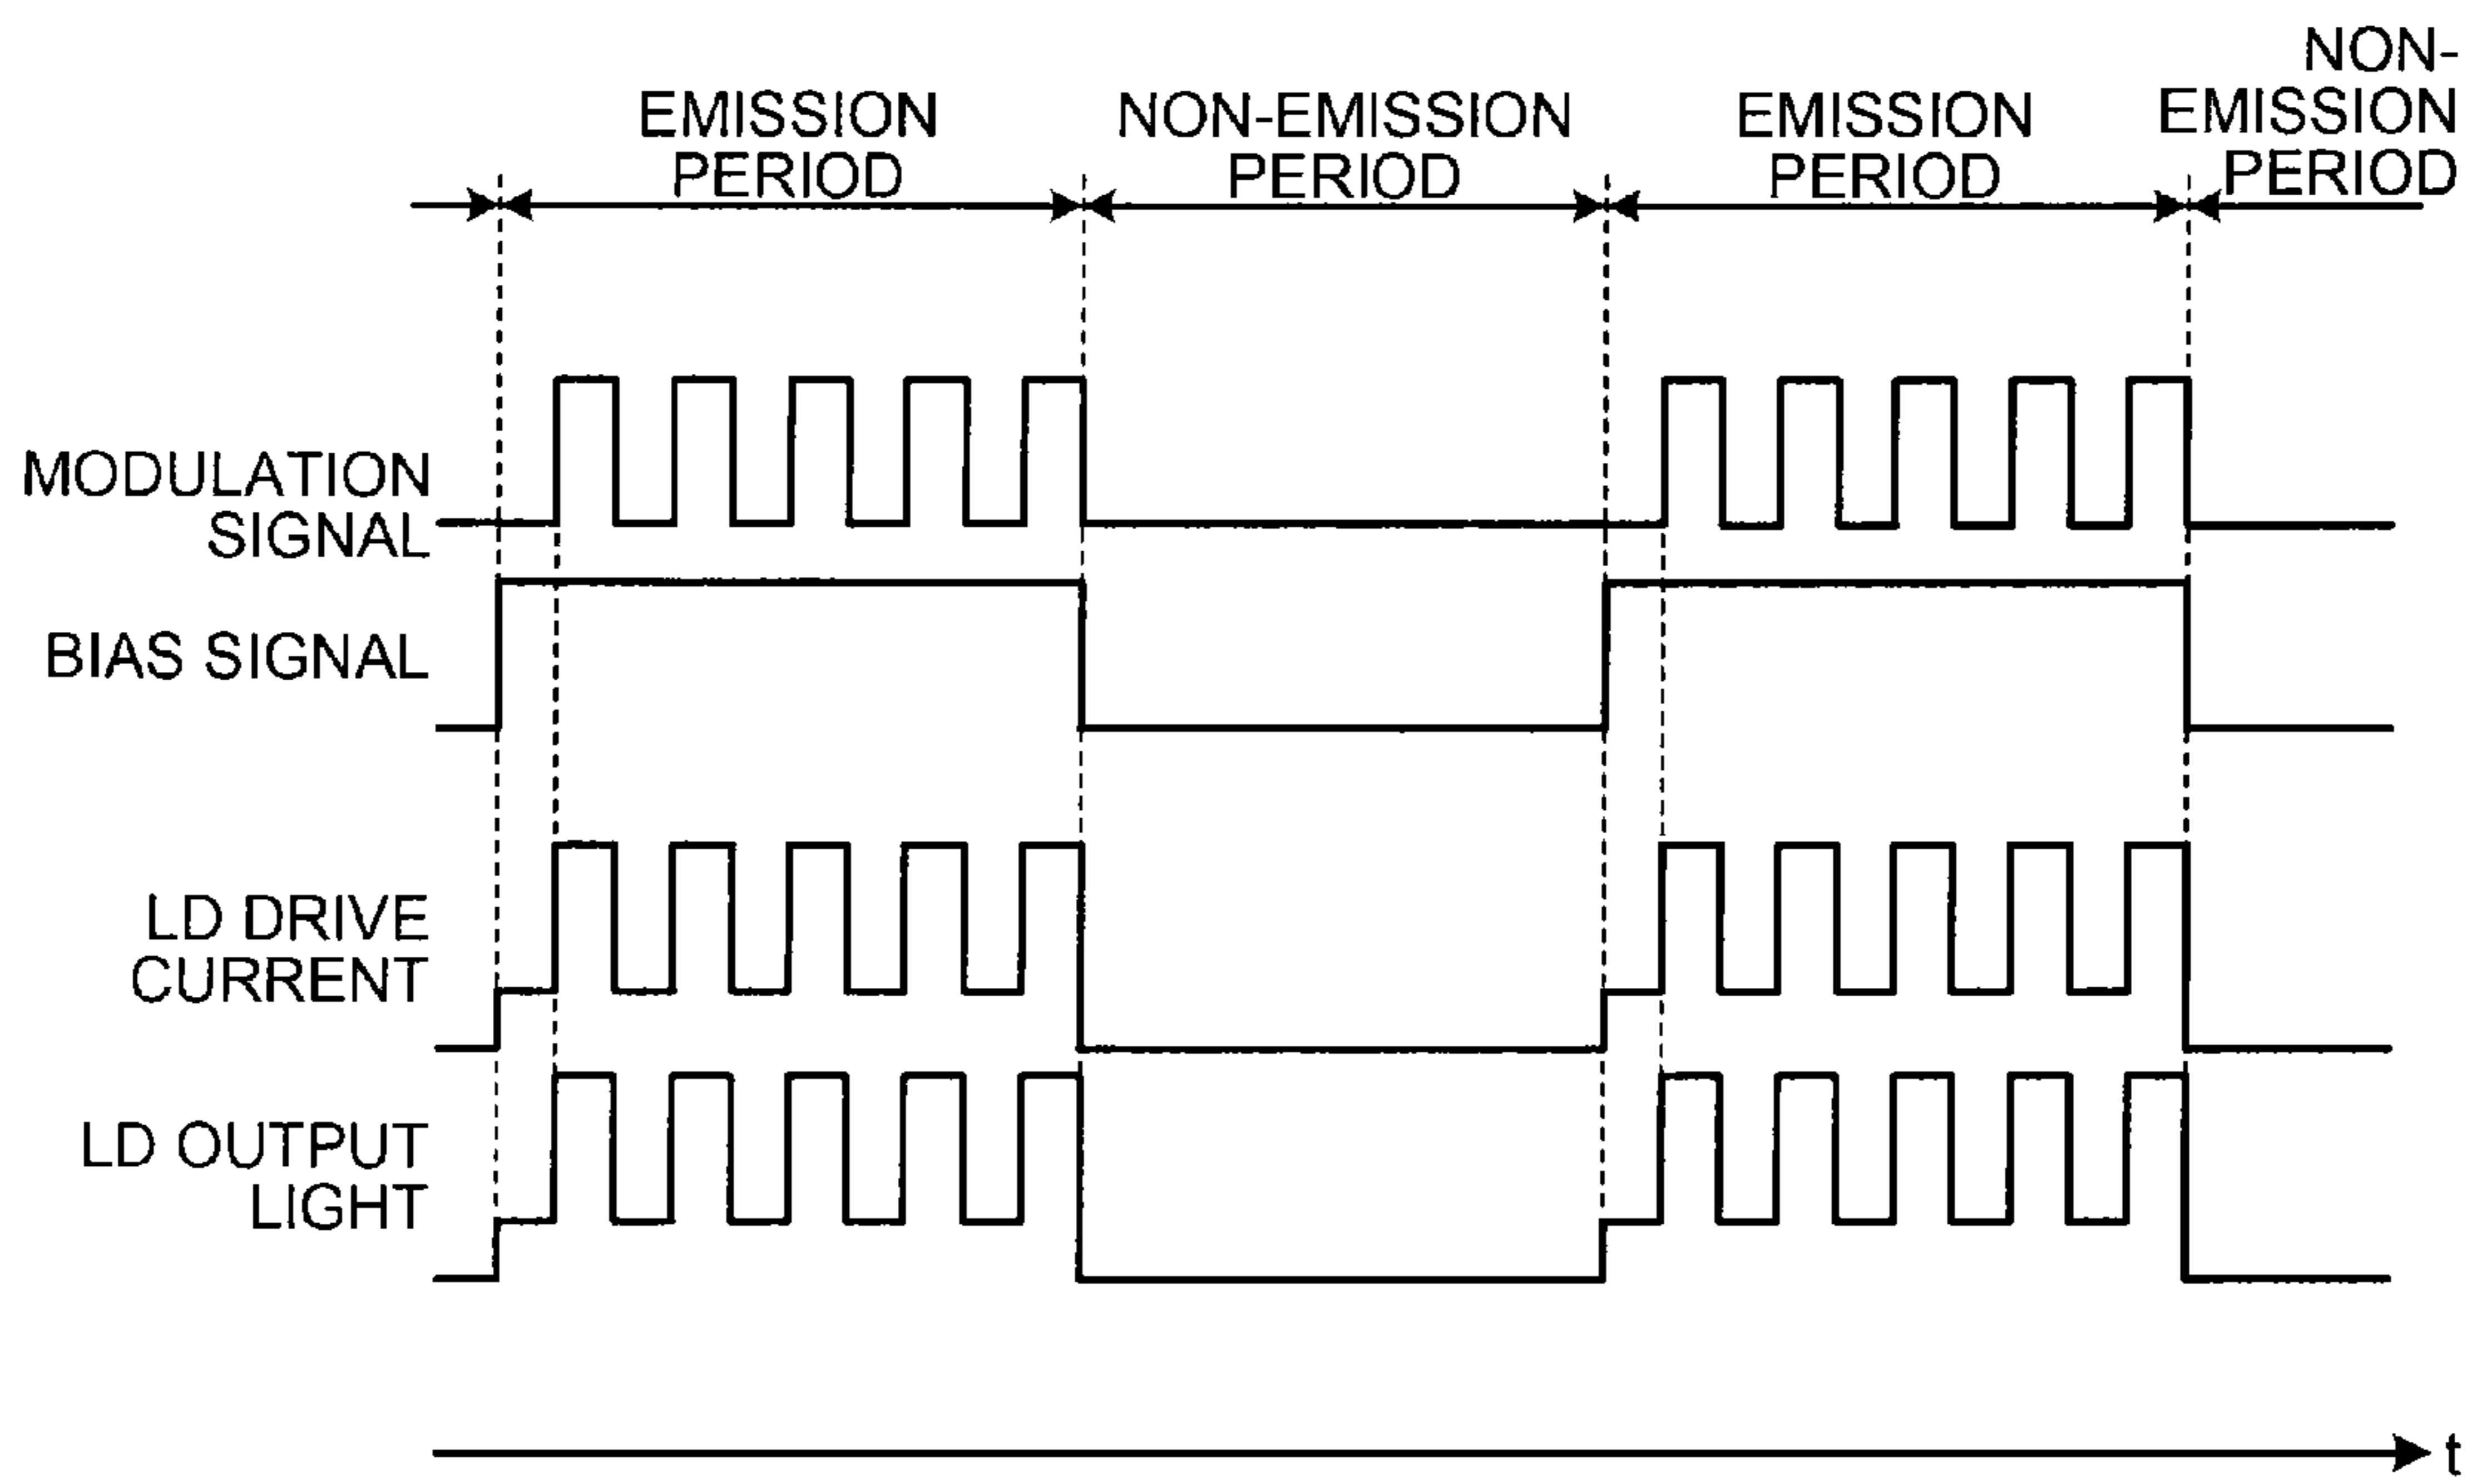 EMISSION
PERIOD
NON-EMISSION
PERIOD
EMISSION
PERIOD
NON-
EMISSION
PERIOD
MODULATION
SIGNAL
BIAS SIGNAL
LD DRIVE
CURRENT
LD OUTPUT
LIGHT
t